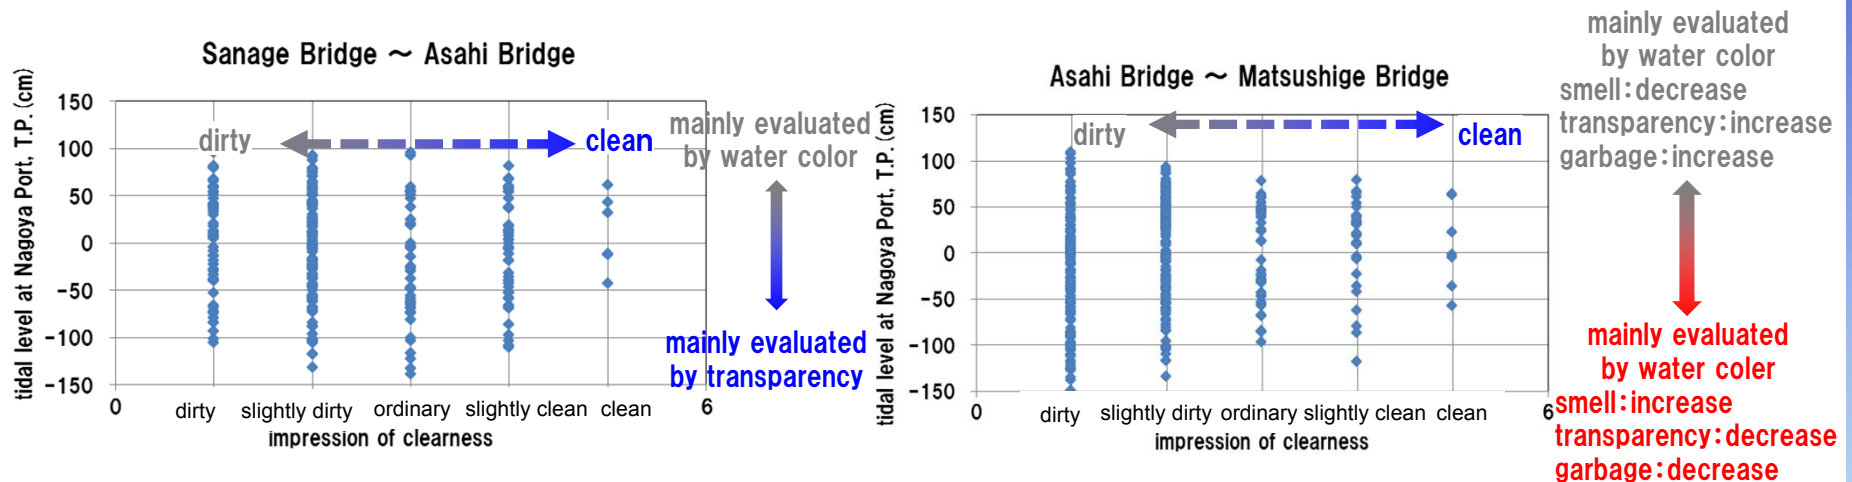 Sanage Bridge ～ Asahi Bridge
tidal level at Nagoya Port, T.P. (cm)
150
100
50
0
-50
-100
-150
dirty
clean
0
6
dirty slightly dirty ordinary slightly clean clean
impression of clearness
mainly evaluated
by water color
mainly evaluated
by transparency
Asahi Bridge ～ Matsushige Bridge
tidal level at Nagoya Port, T.P. (cm)
150
100
50
0
-50
-100
-150
dirty
clean
0
6
dirty slightly dirty ordinary slightly clean clean
impression of clearness
mainly evaluated
by water color
smell:decrease
transparency:increase
garbage:increase
mainly evaluated
by water coler
smell:increase
transparency:decrease
garbage:decrease